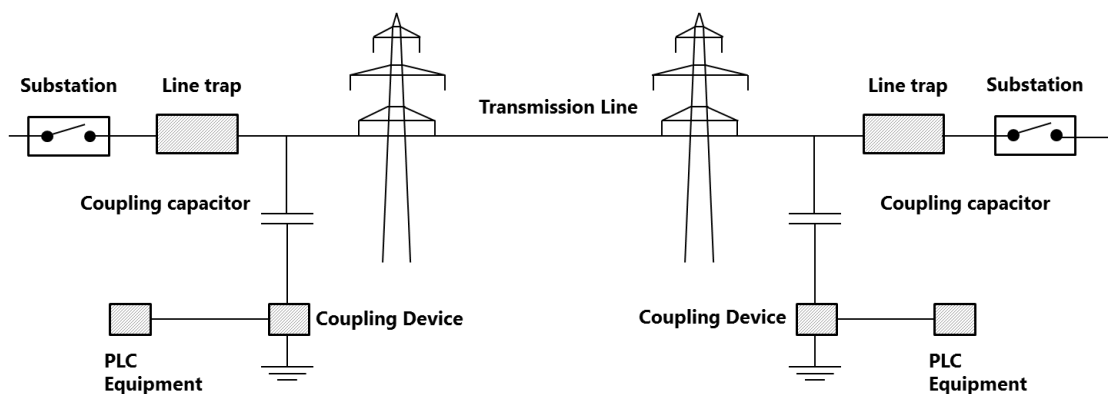 Substation
Line trap
Transmission Line
Line trap
Substation
Coupling capacitor
Coupling capacitor
Coupling Device
Coupling Device
PLC
Equipment
PLC
Equipment